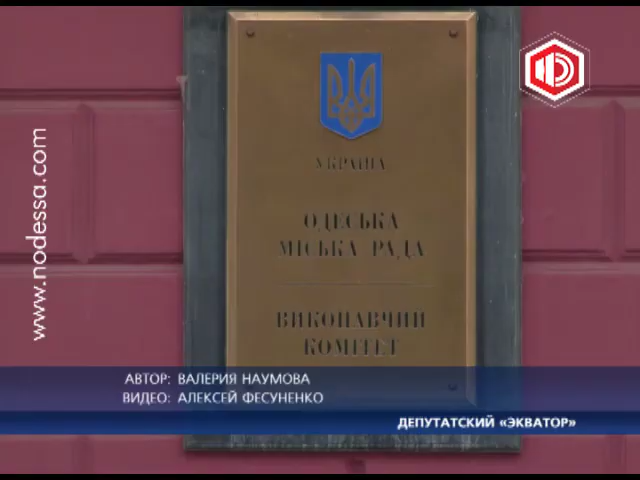 www.nodessa.com
УКРАЇНА
ОДЕСЬКА
МІСЬКА РАДА
ВИКОНАВЧИЙ
КОМІТЕТ
АВТОР: ВАЛЕРИЯ НАУМОВА
ВИДЕО: АЛЕКСЕЙ ФЕСУНЕНКО
ДЕПУТАТСКИЙ «ЭКВАТОР»